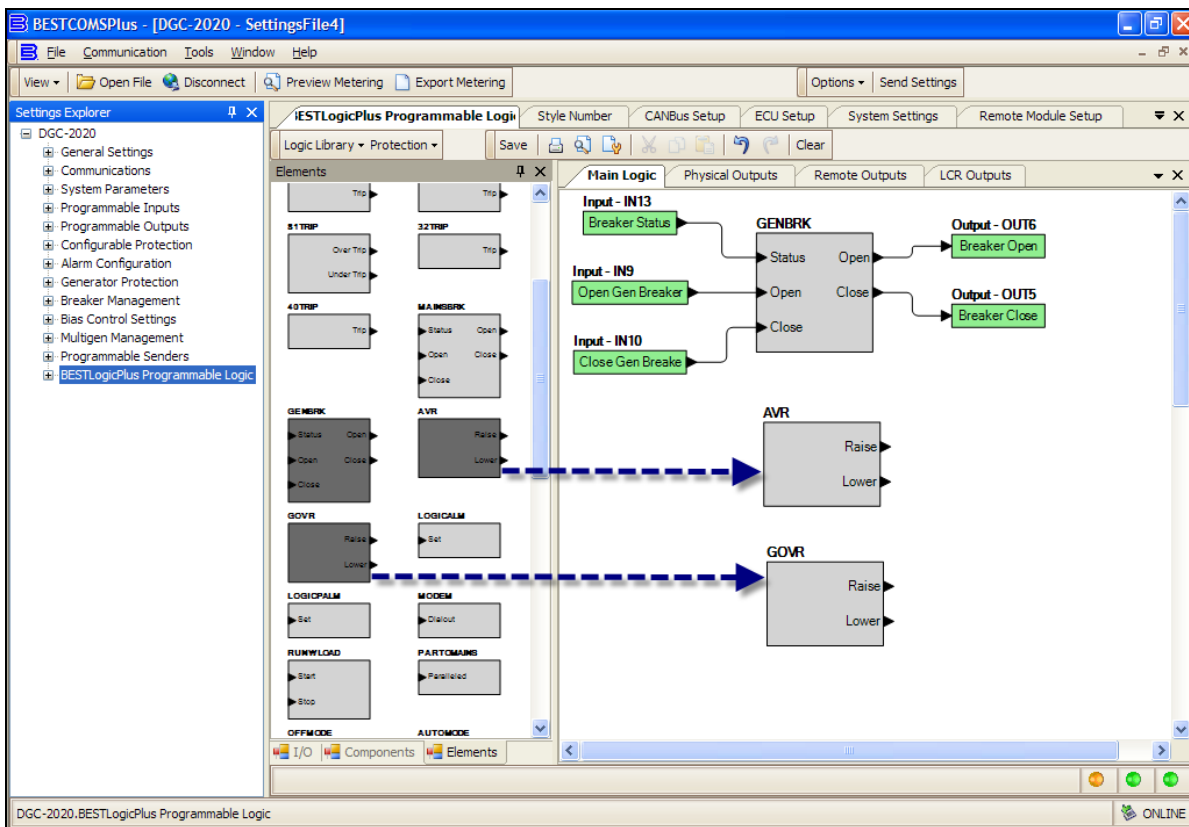 BESTCOMSPlus - [DGC-2020 - SettingsFile4]
File Communication Tools Window Help
View Open File Disconnect Preview Metering Export Metering Options Send Settings
Settings Explorer
DGC-2020
General Settings
Communications
System Parameters
Programmable Inputs
Programmable Outputs
Configurable Protection
Alarm Configuration
Generator Protection
Breaker Management
Bias Control Settings
Multigen Management
Programmable Senders
BESTLogicPlus Programmable Logic
ESTLogicPlus Programmable Logi Style Number CANBus Setup ECU Setup System Settings Remote Module Setup
Logic Library Protection Save Clear
Elements
Trip Trip
81TRIP 32TRIP
Over Trip Trip
Under Trip
40TRIP MAINSBRK
Trip Status Open
Open Close
Close
GENBRK AVR
Status Open Raise
Open Close Lower
Close
GOVR LOGICALM
Raise Set
Lower
LOGICPALM MODEM
Set Dialout
RUNWLOAD PARTOMAINS
Start Paralleled
Stop
OFFMODE AUTOMODE
I/O Components Elements
Main Logic Physical Outputs Remote Outputs LCR Outputs
Input - IN13
Breaker Status
GENBRK
Output - OUT6
Breaker Open
Status Open
Input - IN9
Open Gen Breaker
Open Close
Output - OUT5
Breaker Close
Close
Input - IN10
Close Gen Breake
AVR
Raise
Lower
GOVR
Raise
Lower
DGC-2020.BESTLogicPlus Programmable Logic ONLINE